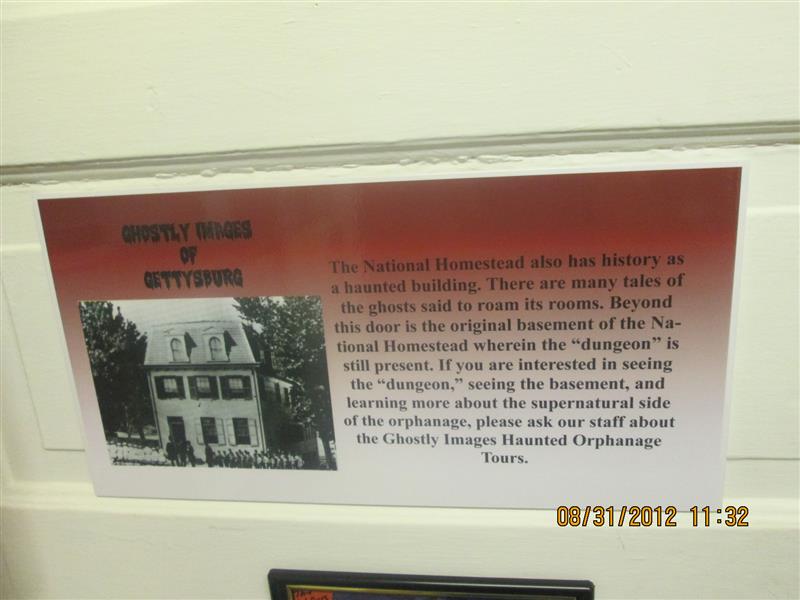 GHOSTLY IMAGES
OF
GETTYSBURG
The National Homestead also has history as
a haunted building. There are many tales of
the ghosts said to roam its rooms. Beyond
this door is the original basement of the Na-
tional Homestead wherein the “dungeon” is
still present. If you are interested in seeing
the “dungeon,” seeing the basement, and
learning more about the supernatural side
of the orphanage, please ask our staff about
the Ghostly Images Haunted Orphanage
Tours.
08/31/2012 11:32